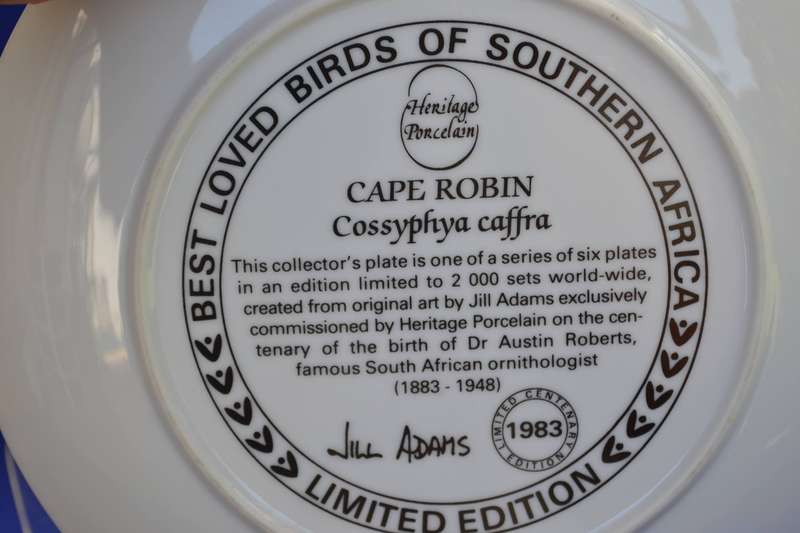 BEST LOVED BIRDS OF SOUTHERN AFRICA
Heritage
Porcelain
CAPE ROBIN
Cossyphya caffra
This collector's plate is one of a series of six plates
in an edition limited to 2 000 sets world-wide,
created from original art by Jill Adams exclusively
commissioned by Heritage Porcelain on the cen-
tenary of the birth of Dr Austin Roberts,
famous South African ornithologist
(1883 - 1948)
JILL ADAMS
LIMITED CENTENARY
1983
EDITION
LIMITED EDITION